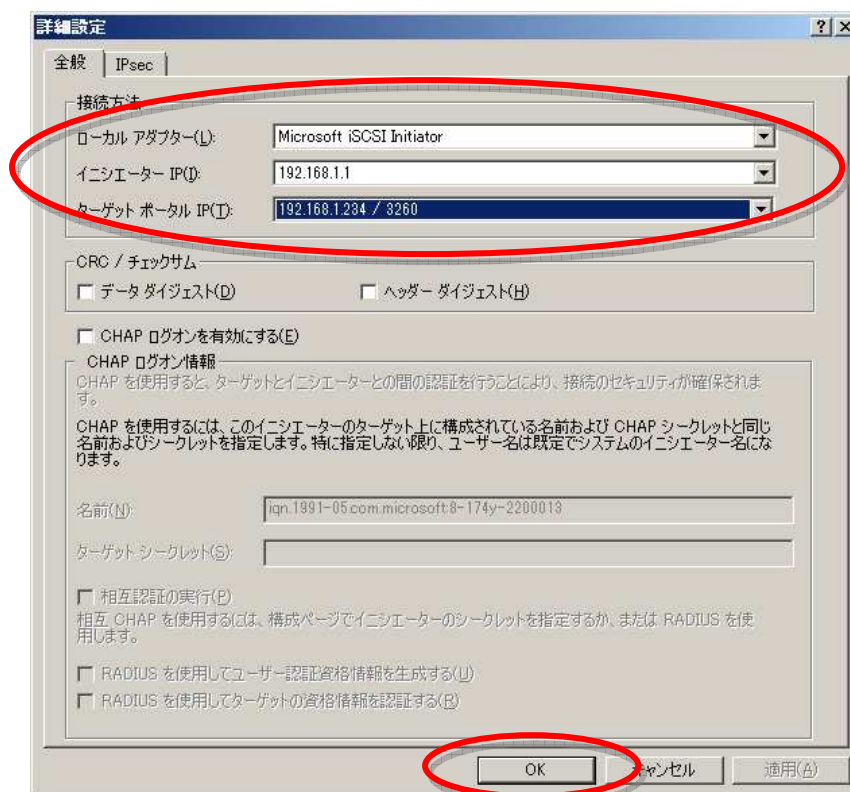 詳細設定
全般
IPsec
接続方法
ローカル アダプター(L):
Microsoft iSCSI Initiator
イニシエーター IP(I):
192.168.1.1
ターゲット ポータル IP(T):
192.168.1.234 / 3260
CRC / チェックサム
データ ダイジェスト(D)
ヘッダー ダイジェスト(H)
CHAP ログオンを有効にする(E)
CHAP ログオン情報
CHAP を使用すると、ターゲットとイニシエーターとの間の認証を行うことにより、接続のセキュリティが確保されま
す。
CHAP を使用するには、このイニシエーターのターゲット上に構成されている名前および CHAP シークレットと同じ
名前およびシークレットを指定します。特に指定しない限り、ユーザー名は既定でシステムのイニシエーター名にな
ります。
名前(N):
iqn.1991-05.com.microsoft:8-174y-2200013
ターゲット シークレット(S):
相互認証の実行(P)
相互 CHAP を使用するには、構成ページでイニシエーターのシークレットを指定するか、または RADIUS を使
用します。
RADIUS を使用してユーザー認証資格情報を生成する(U)
RADIUS を使用してターゲットの資格情報を認証する(R)
OK
キャンセル
適用(A)